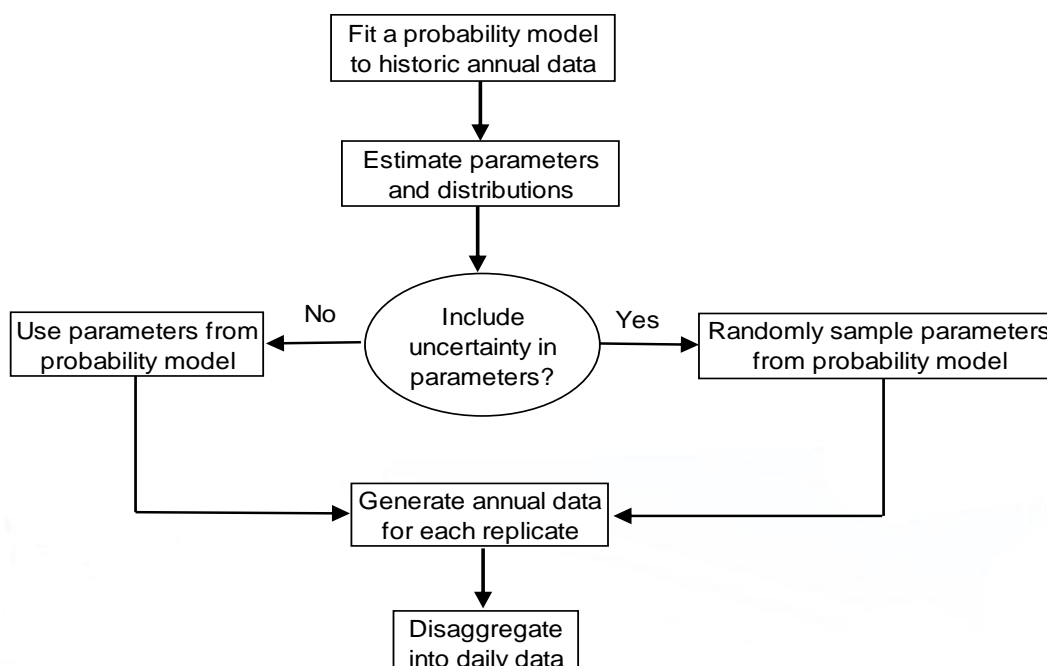 Fit a probability model
to historic annual data
Estimate parameters
and distributions
No
Include
uncertainty in
parameters?
Yes
Use parameters from
probability model
Randomly sample parameters
from probability model
Generate annual data
for each replicate
Disaggregate
into daily data